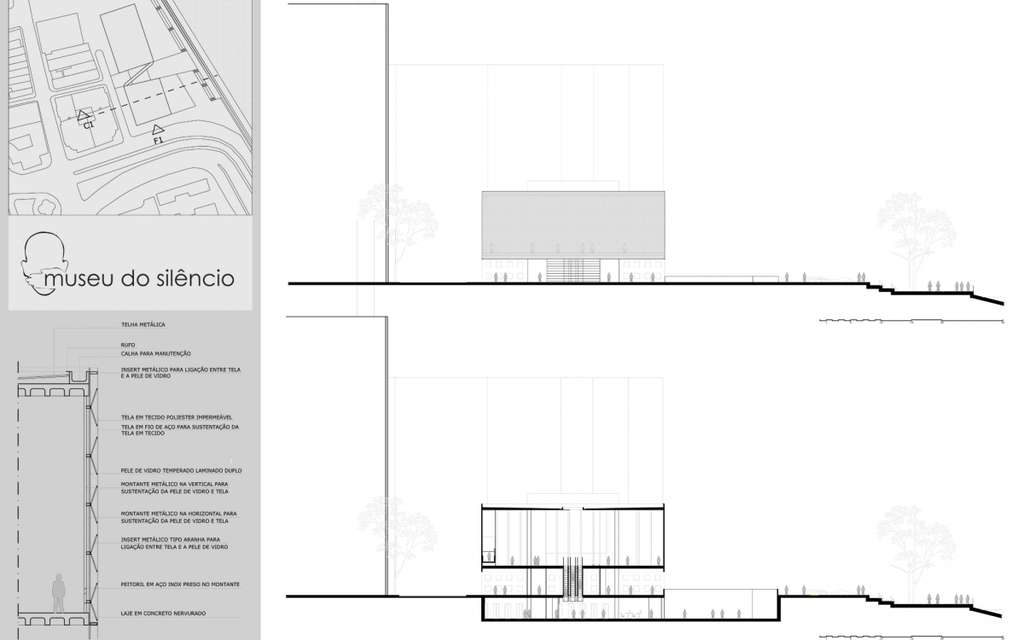 C1
F1
museu do silêncio
TELHA METÁLICA
RUFO
CALHA PARA MANUTENÇÃO
INSERT METÁLICO PARA LIGAÇÃO ENTRE TELA
E A PELE DE VIDRO
TELA EM TECIDO POLIESTER IMPERMEÁVEL
TELA EM FIO DE AÇO PARA SUSTENTAÇÃO DA
TELA EM TECIDO
PELE DE VIDRO TEMPERADO LAMINADO DUPLO
MONTANTE METÁLICO NA VERTICAL PARA
SUSTENTAÇÃO DA PELE DE VIDRO E TELA
MONTANTE METÁLICO NA HORIZONTAL PARA
SUSTENTAÇÃO DA PELE DE VIDRO E TELA
INSERT METÁLICO TIPO ARANHA PARA
LIGAÇÃO ENTRE TELA E A PELE DE VIDRO
PEITORIL EM AÇO INOX PRESO NO MONTANTE
LAJE EM CONCRETO NERVURADO